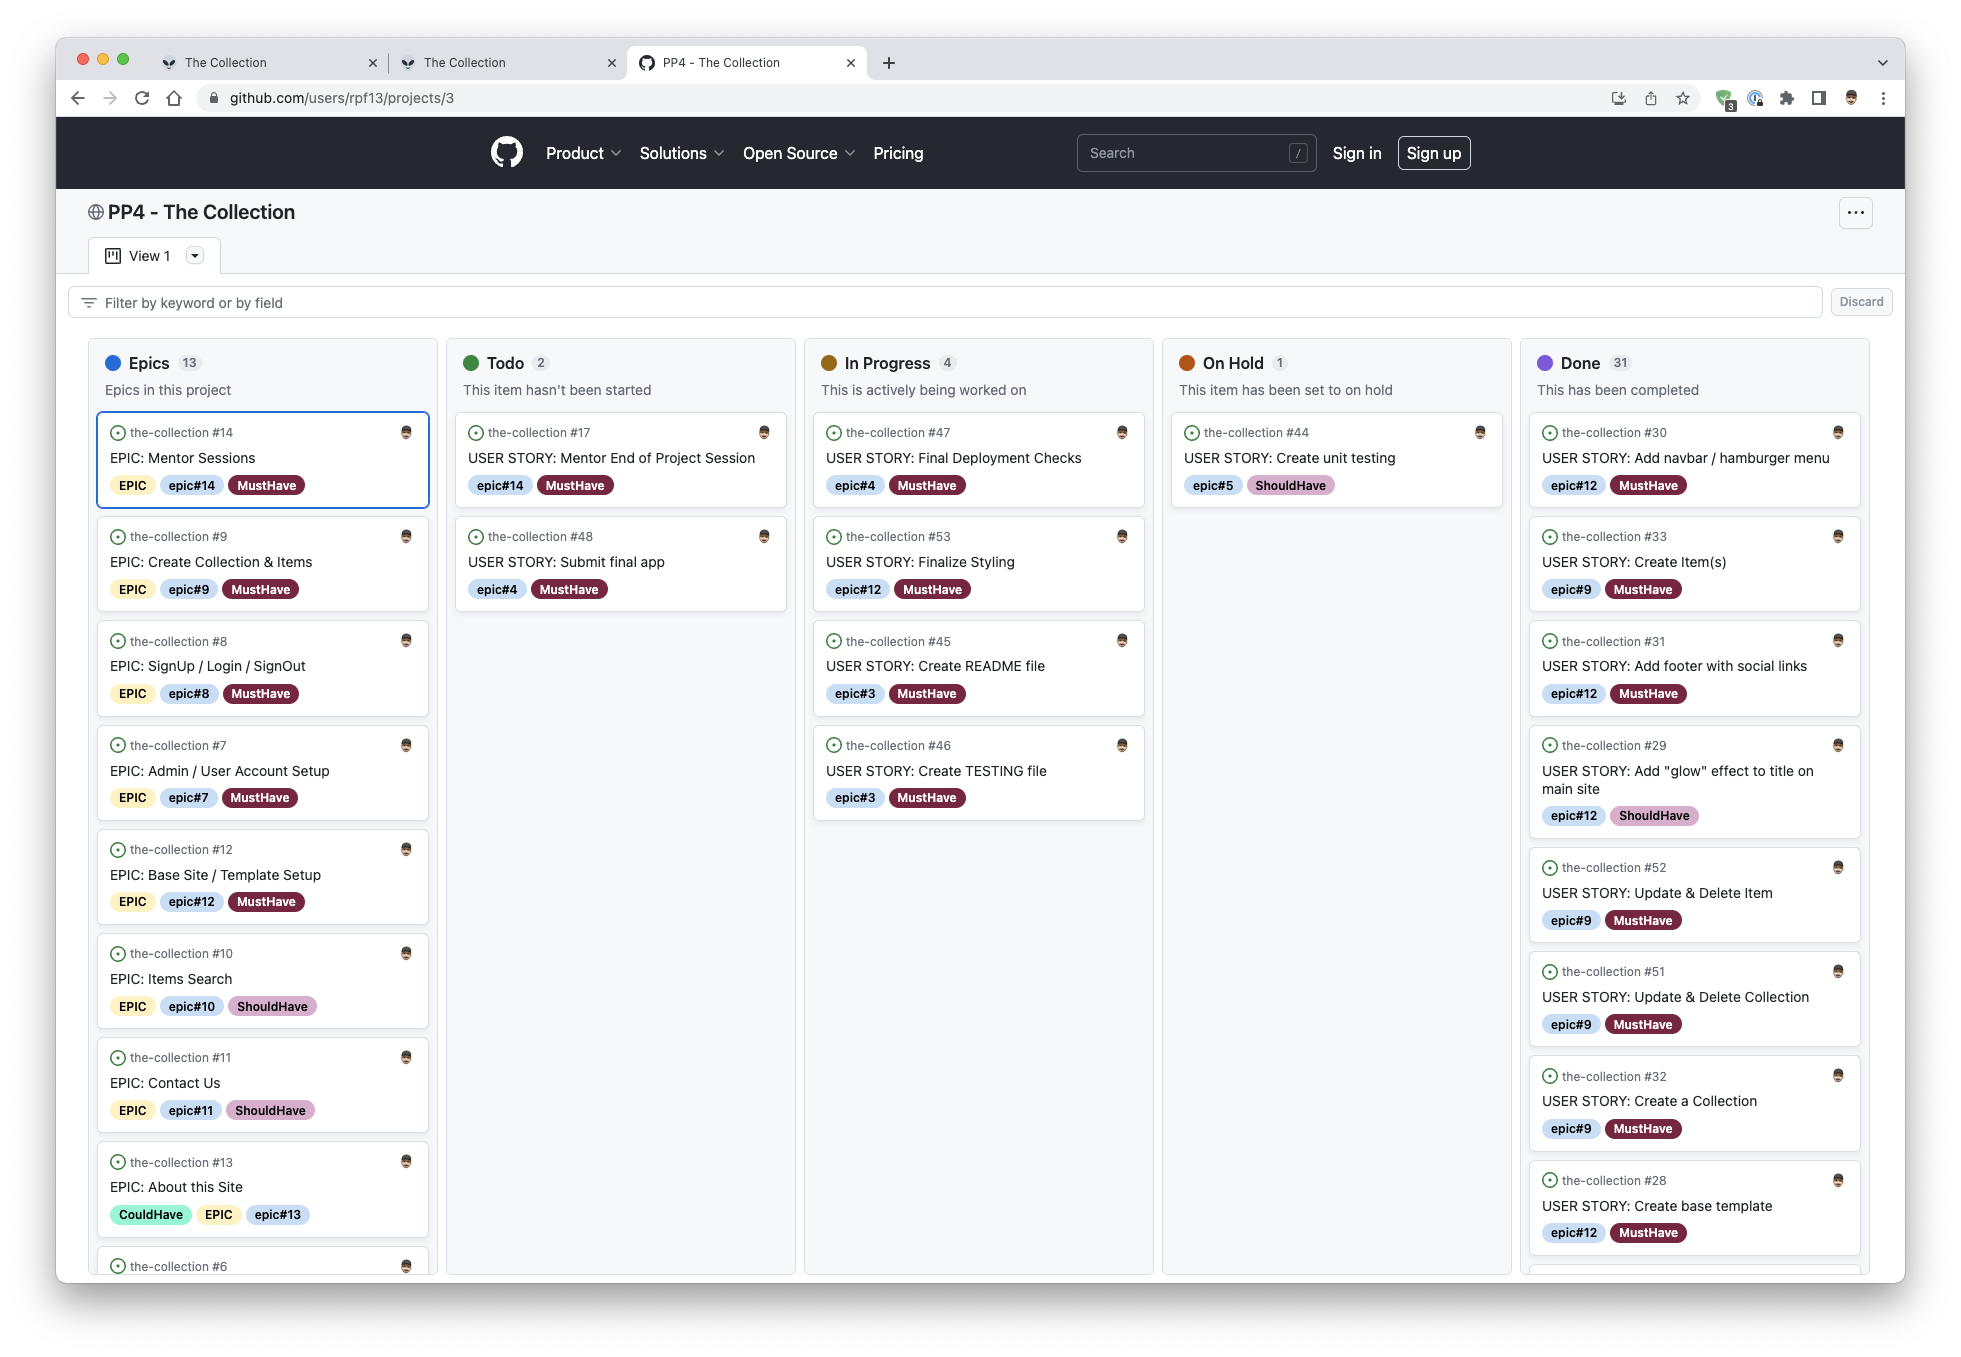 The Collection
The Collection
PP4 - The Collection
github.com/users/rpf13/projects/3
3
Product
Solutions
Open Source
Pricing
Search
/
Sign in
Sign up
PP4 - The Collection
View 1
Filter by keyword or by field
Discard
Epics 13
Epics in this project
the-collection #14
EPIC: Mentor Sessions
EPIC epic#14 MustHave
the-collection #9
EPIC: Create Collection & Items
EPIC epic#9 MustHave
the-collection #8
EPIC: SignUp / Login / SignOut
EPIC epic#8 MustHave
the-collection #7
EPIC: Admin / User Account Setup
EPIC epic#7 MustHave
the-collection #12
EPIC: Base Site / Template Setup
EPIC epic#12 MustHave
the-collection #10
EPIC: Items Search
EPIC epic#10 ShouldHave
the-collection #11
EPIC: Contact Us
EPIC epic#11 ShouldHave
the-collection #13
EPIC: About this Site
CouldHave EPIC epic#13
the-collection #6
Todo 2
This item hasn't been started
the-collection #17
USER STORY: Mentor End of Project Session
epic#14 MustHave
the-collection #48
USER STORY: Submit final app
epic#4 MustHave
In Progress 4
This is actively being worked on
the-collection #47
USER STORY: Final Deployment Checks
epic#4 MustHave
the-collection #53
USER STORY: Finalize Styling
epic#12 MustHave
the-collection #45
USER STORY: Create README file
epic#3 MustHave
the-collection #46
USER STORY: Create TESTING file
epic#3 MustHave
On Hold 1
This item has been set to on hold
the-collection #44
USER STORY: Create unit testing
epic#5 ShouldHave
Done 31
This has been completed
the-collection #30
USER STORY: Add navbar / hamburger menu
epic#12 MustHave
the-collection #33
USER STORY: Create Item(s)
epic#9 MustHave
the-collection #31
USER STORY: Add footer with social links
epic#12 MustHave
the-collection #29
USER STORY: Add "glow" effect to title on
main site
epic#12 ShouldHave
the-collection #52
USER STORY: Update & Delete Item
epic#9 MustHave
the-collection #51
USER STORY: Update & Delete Collection
epic#9 MustHave
the-collection #32
USER STORY: Create a Collection
epic#9 MustHave
the-collection #28
USER STORY: Create base template
epic#12 MustHave